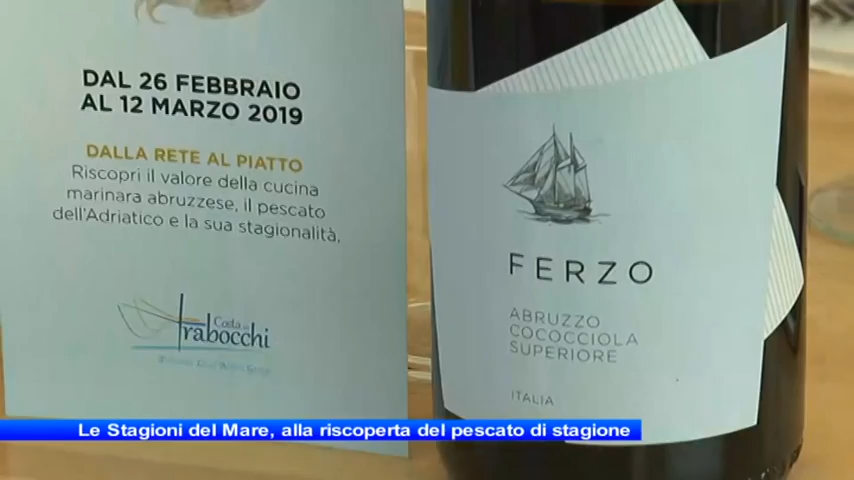 DAL 26 FEBBRAIO
AL 12 MARZO 2019
DALLA RETE AL PIATTO
Riscopri il valore della cucina
marinara abruzzese, il pescato
dell'Adriatico e la sua stagionalità.
Costa dei
trabocchi
FERZO
ABRUZZO
COCOCCIOLA
SUPERIORE
ITALIA
Le Stagioni del Mare, alla riscoperta del pescato di stagione